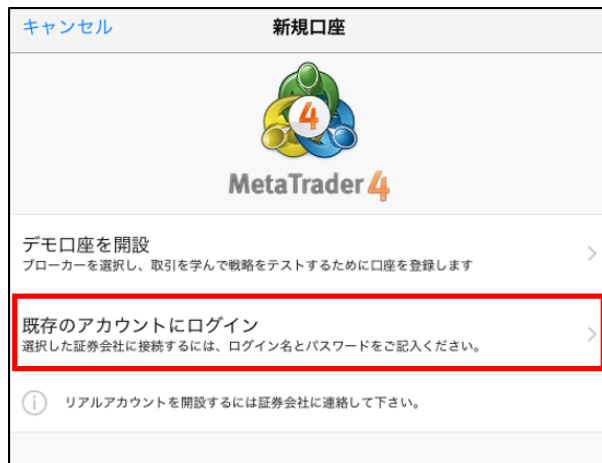 キャンセル 新規口座
4
MetaTrader 4
デモ口座を開設
ブローカーを選択し、取引を学んで戦略をテストするために口座を登録します
既存のアカウントにログイン
選択した証券会社に接続するには、ログイン名とパスワードをご記入ください。
リアルアカウントを開設するには証券会社に連絡して下さい。